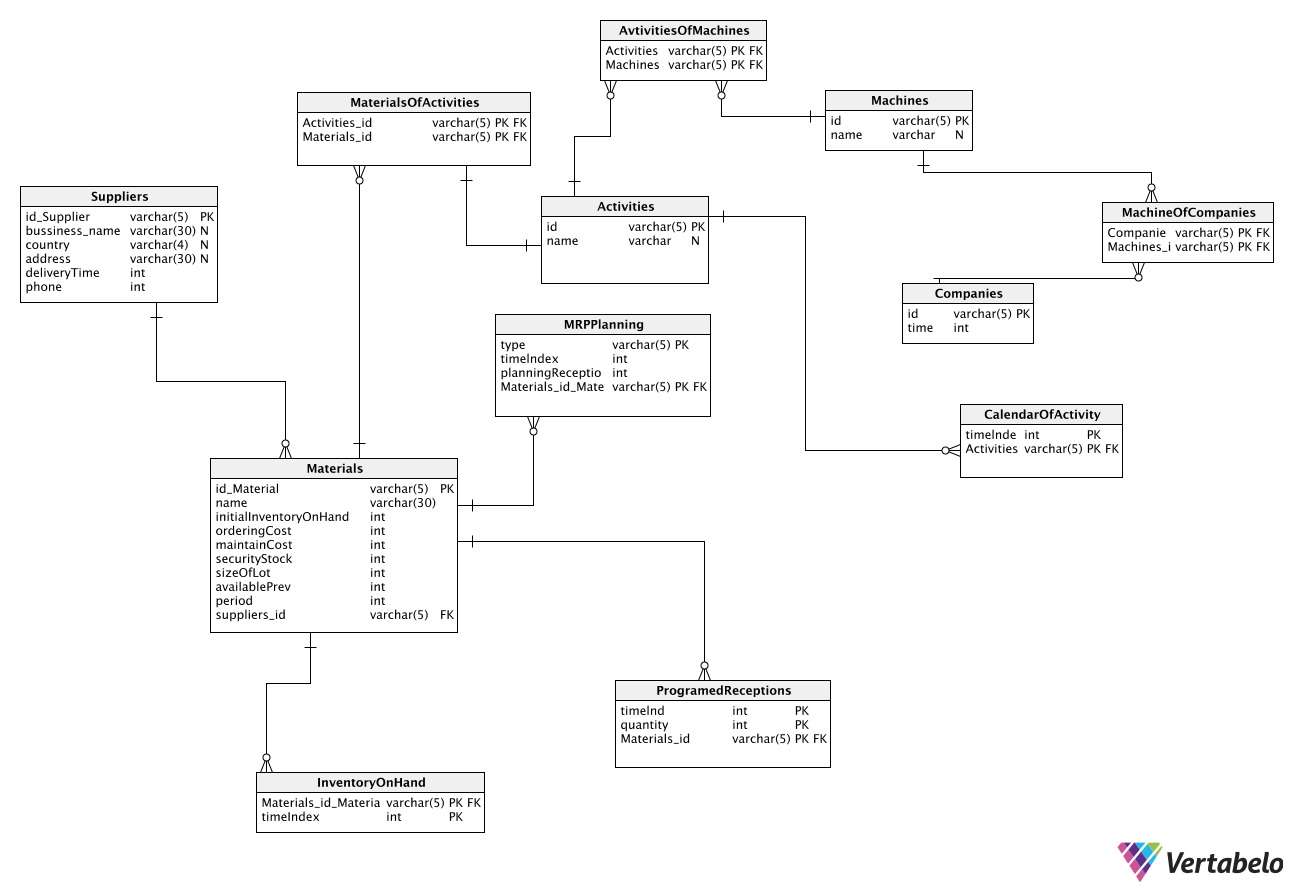 AvtivitiesOfMachines
Activities varchar(5) PK FK
Machines varchar(5) PK FK
MaterialsOfActivities
Activities_id varchar(5) PK FK
Materials_id varchar(5) PK FK
Machines
id varchar(5) PK
name varchar N
Suppliers
id_Supplier varchar(5) PK
bussiness_name varchar(30) N
country varchar(4) N
address varchar(30) N
deliveryTime int
phone int
Activities
id varchar(5) PK
name varchar N
MachineOfCompanies
Companie varchar(5) PK FK
Machines_i varchar(5) PK FK
Companies
id varchar(5) PK
time int
MRPPlanning
type varchar(5) PK
timeIndex int
planningReceptio int
Materials_id_Mate varchar(5) PK FK
CalendarOfActivity
timeInde int PK
Activities varchar(5) PK FK
Materials
id_Material varchar(5) PK
name varchar(30)
initialInventoryOnHand int
orderingCost int
maintainCost int
securityStock int
sizeOfLot int
availablePrev int
period int
suppliers_id varchar(5) FK
ProgramedReceptions
timeInd int PK
quantity int PK
Materials_id varchar(5) PK FK
InventoryOnHand
Materials_id_Materia varchar(5) PK FK
timeIndex int PK
Vertabelo